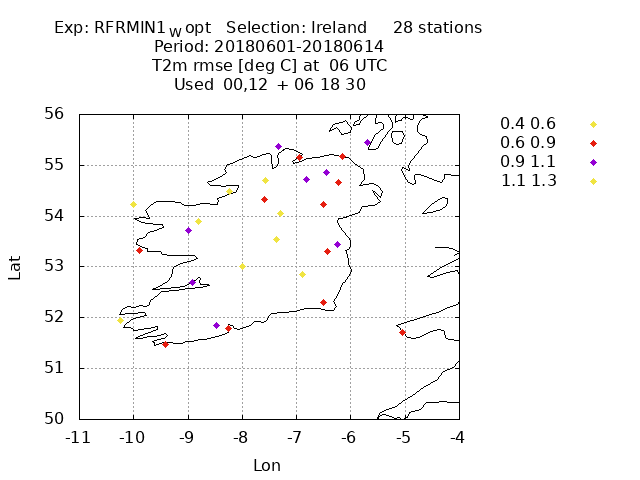 Exp: RFRMIN1 W opt Selection: Ireland 28 stations
Period: 20180601-20180614
T2m rmse [deg C] at 06 UTC
Used 00,12 + 06 18 30
56
55
54
53
52
51
50
-11 -10 -9 -8 -7 -6 -5 -4
Lat
Lon
0.4 0.6
0.6 0.9
0.9 1.1
1.1 1.3